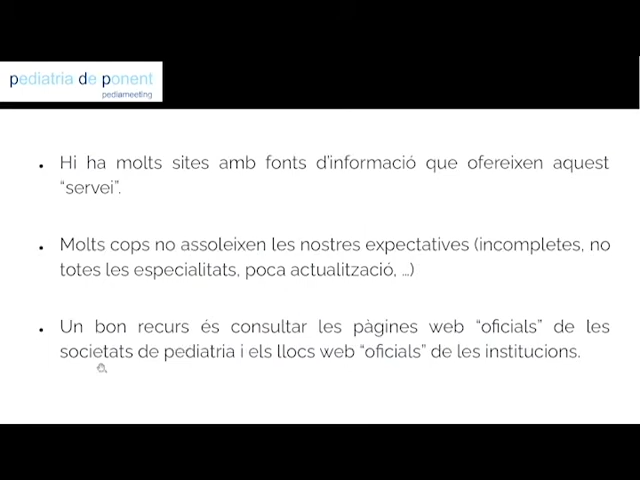 pediatria de ponent
pediameeting
• Hi ha molts sites amb fonts d'informació que ofereixen aquest
"servei".
• Molts cops no assoleixen les nostres expectatives (incompletes, no
totes les especialitats, poca actualització, ...)
• Un bon recurs és consultar les pàgines web "oficials" de les
societats de pediatria i els llocs web "oficials" de les institucions.